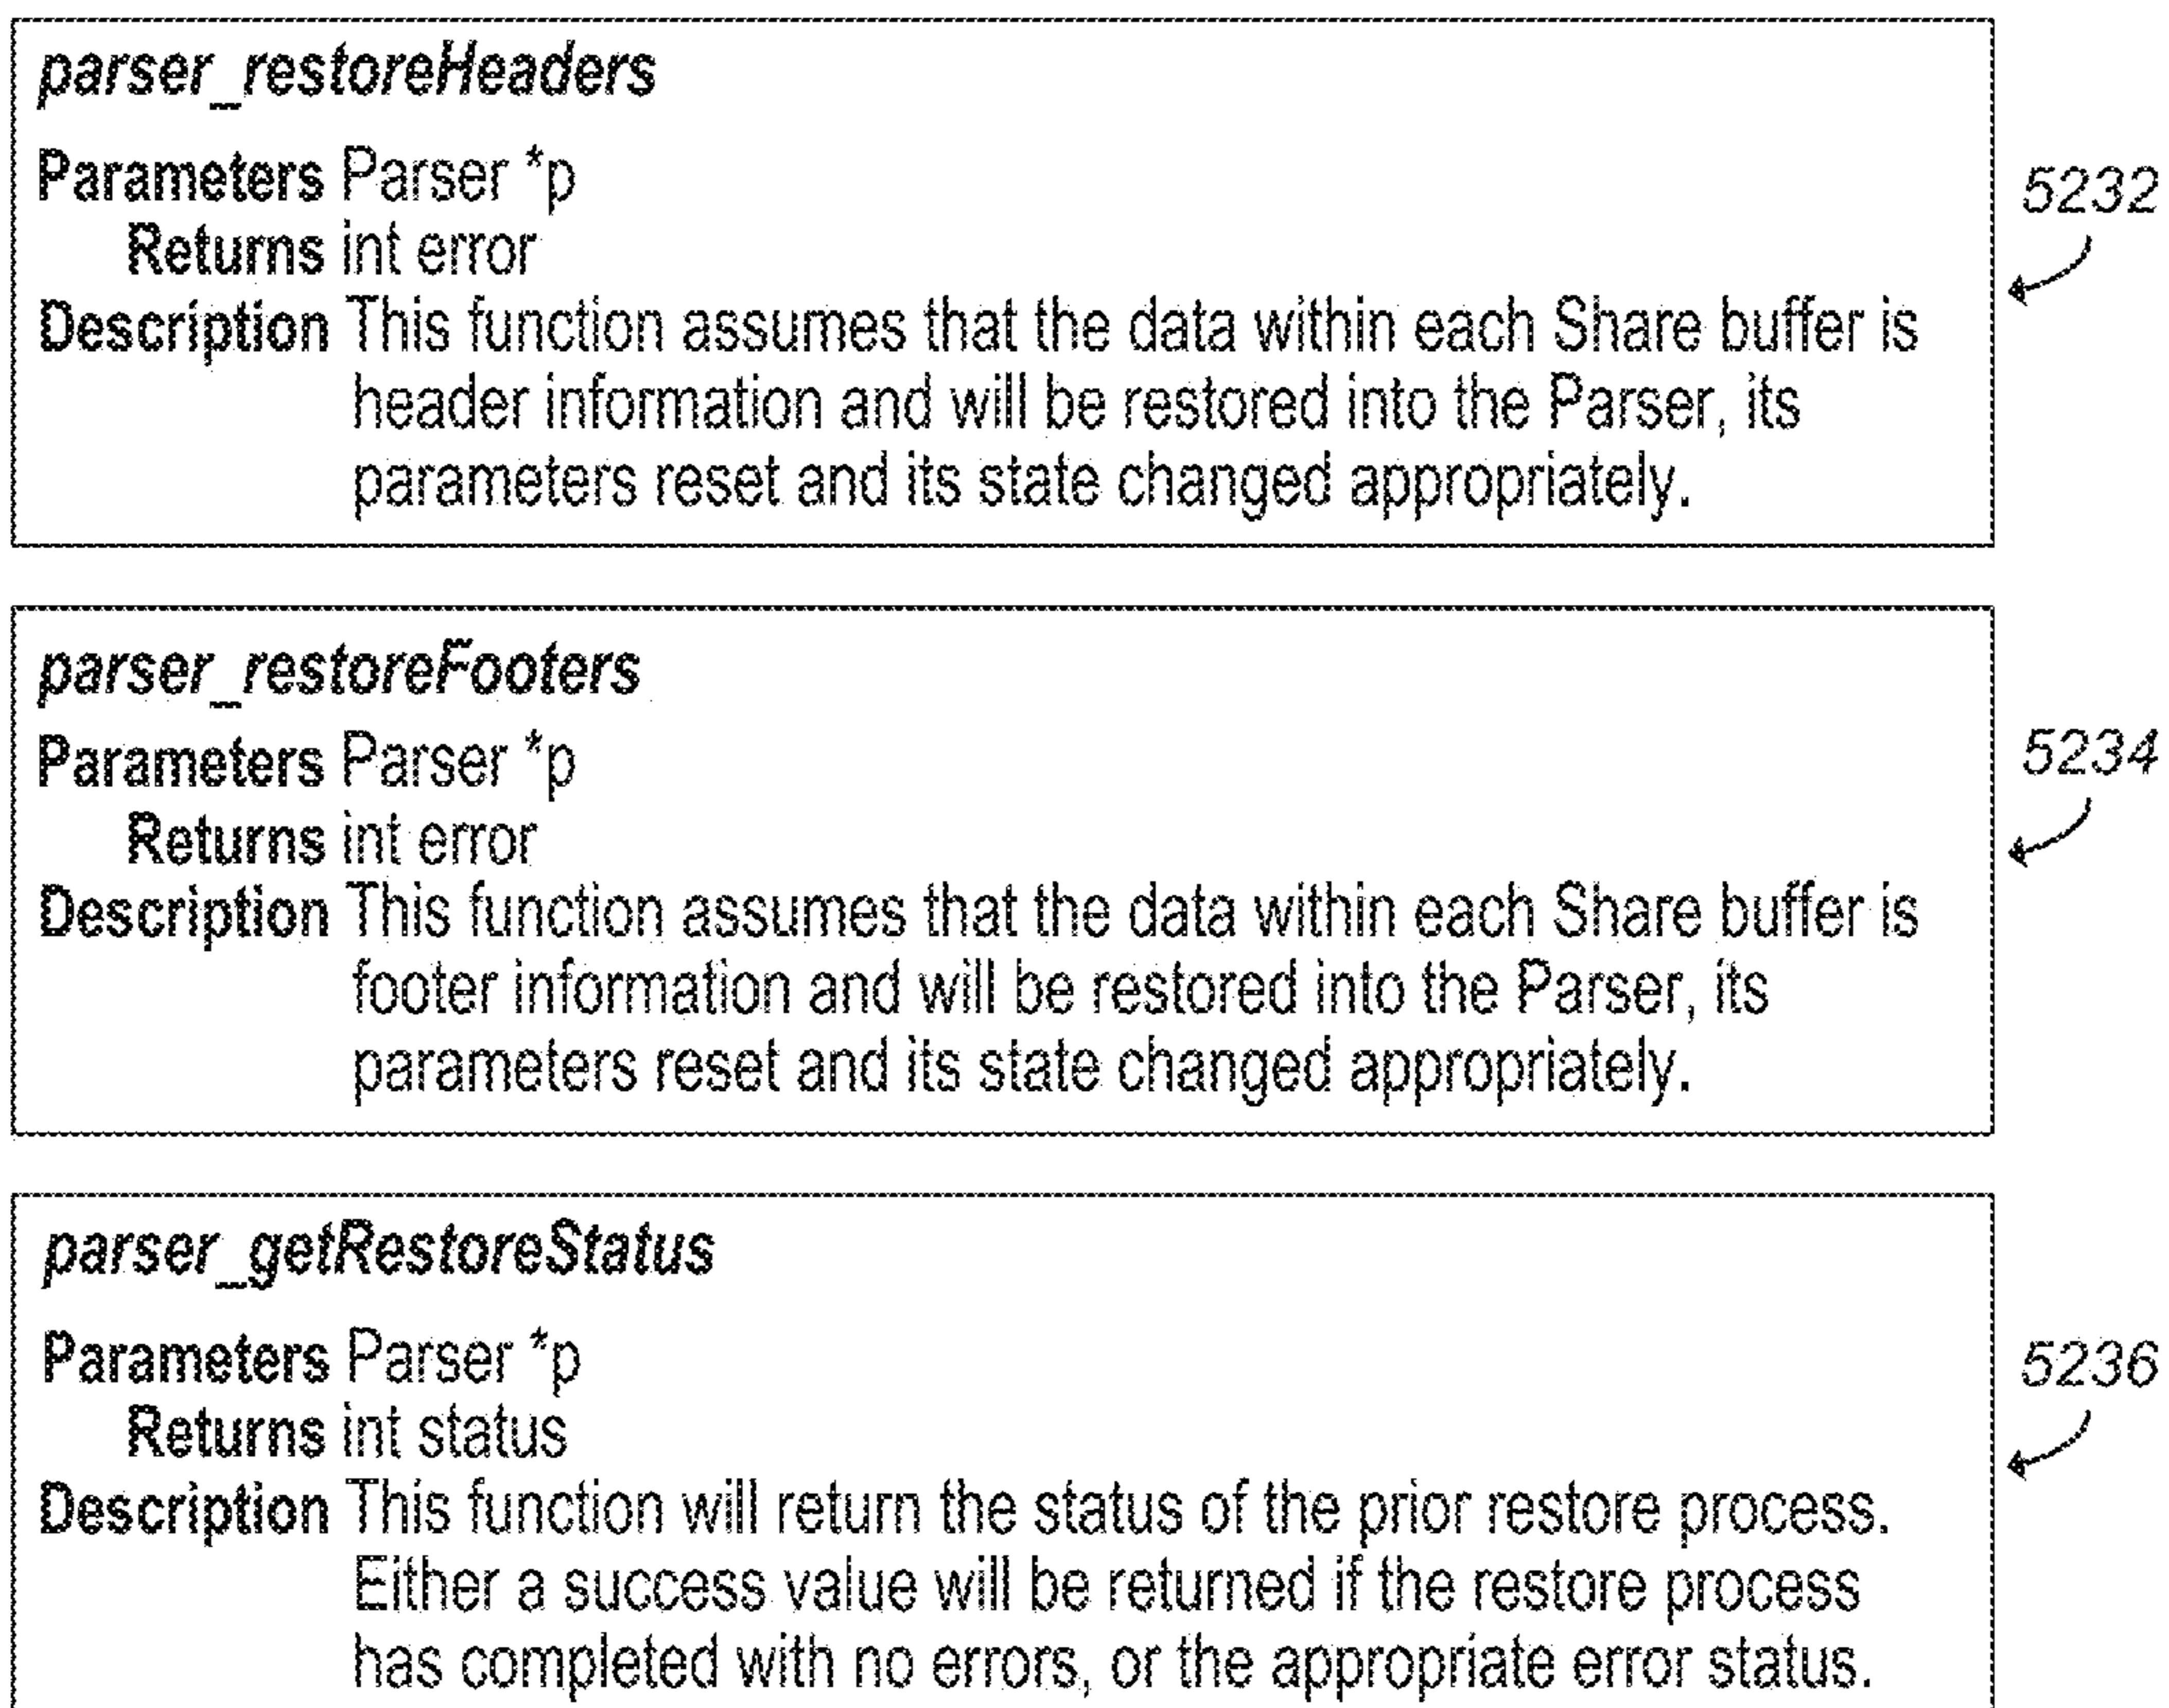 parser_restoreHeaders
Parameters Parser *p
5232
Returns int error
Description This function assumes that the data within each Share buffer is
header information and will be restored into the Parser, its
parameters reset and its state changed appropriately.
parser_restoreFooters
Parameters Parser *p
5234
Returns int error
Description This function assumes that the data within each Share buffer is
footer information and will be restored into the Parser, its
parameters reset and its state changed appropriately.
parser_getRestoreStatus
Parameters Parser *p
5236
Returns int status
Description This function will return the status of the prior restore process.
Either a success value will be returned if the restore process
has completed with no errors, or the appropriate error status.